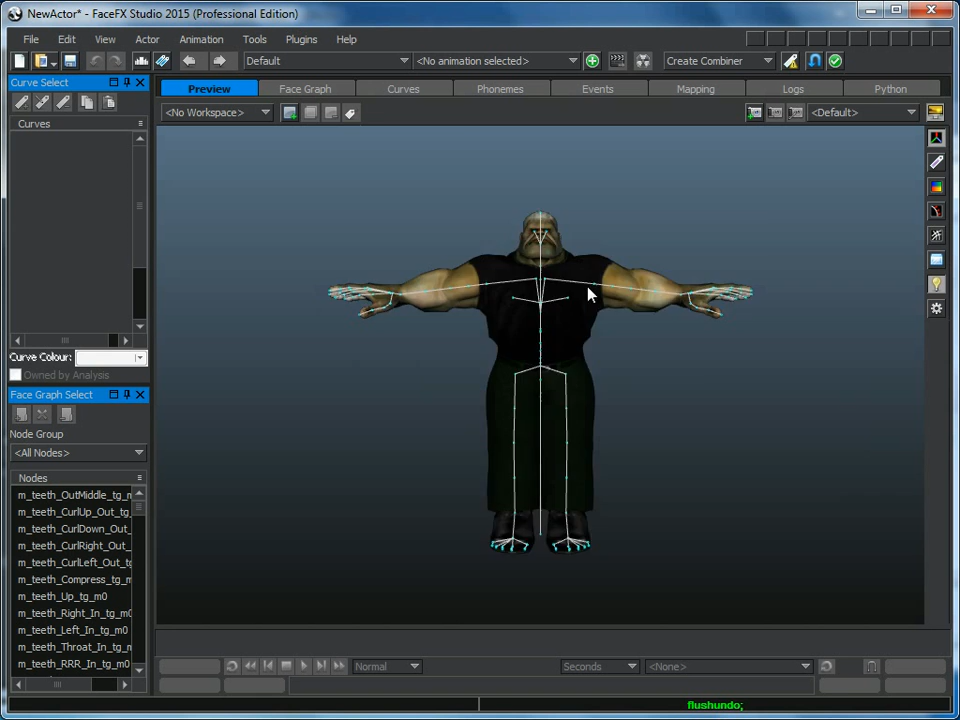 NewActor* - FaceFX Studio 2015 (Professional Edition)
File Edit View Actor Animation Tools Plugins Help
Default <No animation selected> Create Combiner
Curve Select
Preview Face Graph Curves Phonemes Events Mapping Logs Python
<No Workspace> <Default>
Curves
Curve Colour:
Owned by Analysis
Face Graph Select
Node Group
<All Nodes>
Nodes
m_teeth_OutMiddle_tg_m
m_teeth_CurlUp_Out_tg_
m_teeth_CurlDown_Out_
m_teeth_CurlRight_Out_
m_teeth_CurlLeft_Out_tg
m_teeth_Compress_tg_m
m_teeth_Up_tg_m0
m_teeth_Right_In_tg_m0
m_teeth_Left_In_tg_m0
m_teeth_Throat_In_tg_m
m_teeth_RRR_In_tg_m0
Normal Seconds <None>
flushundo;